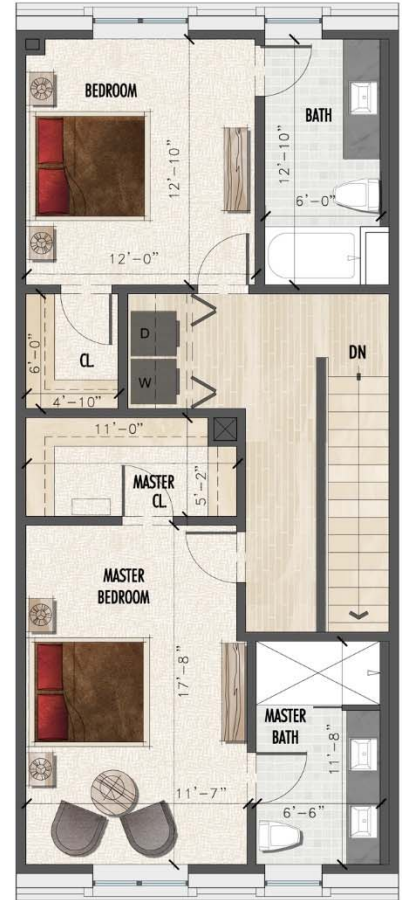 BEDROOM
BATH
12'-10"
12'-10"
6'-0"
12'-0"
D
W
CL.
6'-0"
4'-10"
DN
11'-0"
MASTER
CL.
5'-2"
MASTER
BEDROOM
17'-8"
MASTER
BATH
11'-8"
11'-7"
6'-6"